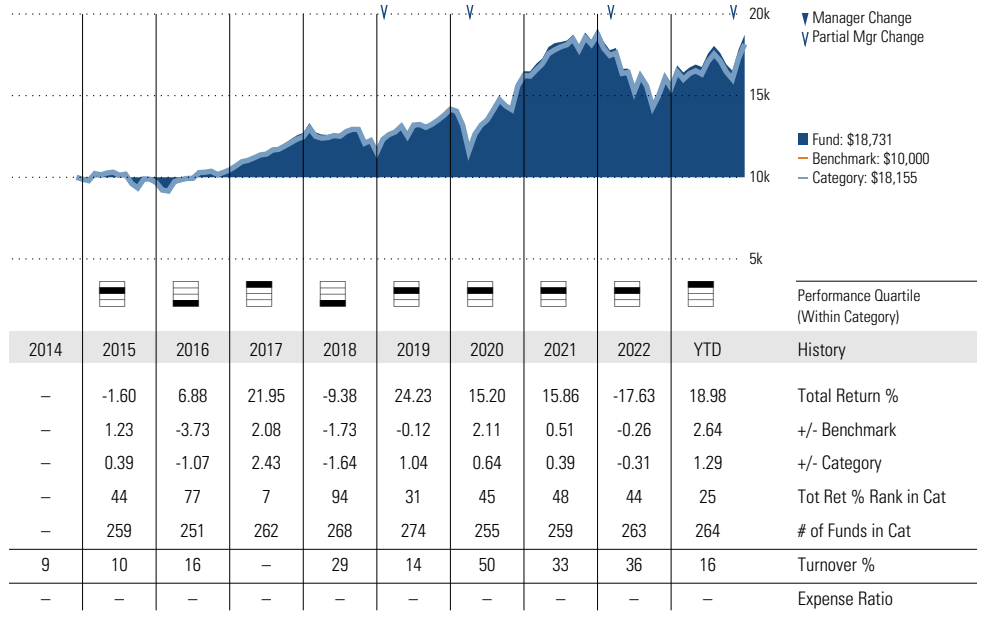 20k
Manager Change
Partial Mgr Change
15k
Fund: $18,731
Benchmark: $10,000
Category: $18,155
10k
5k
Performance Quartile
(Within Category)
2014 2015 2016 2017 2018 2019 2020 2021 2022 YTD History
– -1.60 6.88 21.95 -9.38 24.23 15.20 15.86 -17.63 18.98 Total Return %
– 1.23 -3.73 2.08 -1.73 -0.12 2.11 0.51 -0.26 2.64 +/- Benchmark
– 0.39 -1.07 2.43 -1.64 1.04 0.64 0.39 -0.31 1.29 +/- Category
– 44 77 7 94 31 45 48 44 25 Tot Ret % Rank in Cat
– 259 251 262 268 274 255 259 263 264 # of Funds in Cat
9 10 16 – 29 14 50 33 36 16 Turnover %
– – – – – – – – – – Expense Ratio